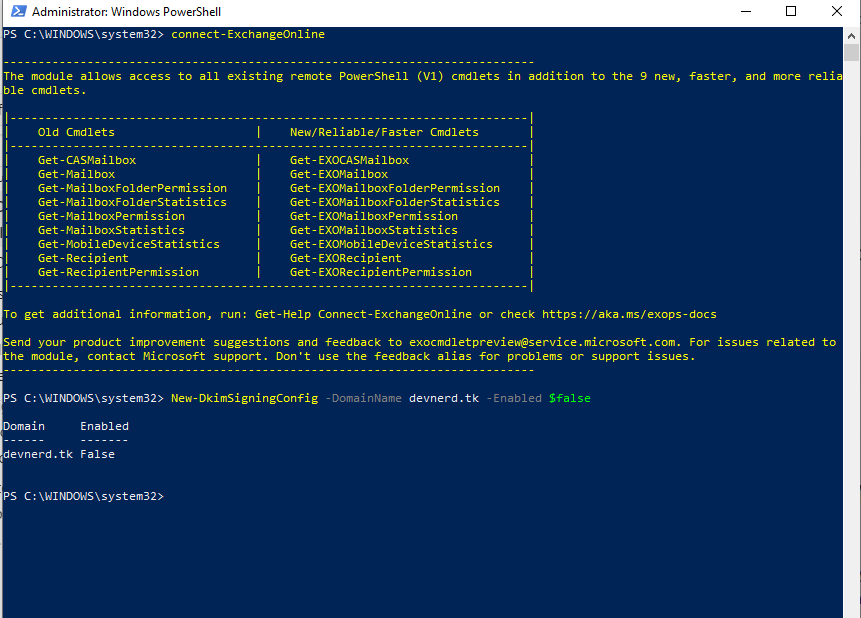 Administrator: Windows PowerShell
PS C:\WINDOWS\system32> connect-ExchangeOnline
----------------------------------------------------------------------------
The module allows access to all existing remote PowerShell (V1) cmdlets in addition to the 9 new, faster, and more relia
ble cmdlets.
|--------------------------------------------------------------------------|
|    Old Cmdlets                    |    New/Reliable/Faster Cmdlets       |
|--------------------------------------------------------------------------|
|    Get-CASMailbox                 |    Get-EXOCASMailbox                 |
|    Get-Mailbox                    |    Get-EXOMailbox                    |
|    Get-MailboxFolderPermission    |    Get-EXOMailboxFolderPermission    |
|    Get-MailboxFolderStatistics    |    Get-EXOMailboxFolderStatistics    |
|    Get-MailboxPermission          |    Get-EXOMailboxPermission          |
|    Get-MailboxStatistics          |    Get-EXOMailboxStatistics          |
|    Get-MobileDeviceStatistics     |    Get-EXOMobileDeviceStatistics     |
|    Get-Recipient                  |    Get-EXORecipient                  |
|    Get-RecipientPermission        |    Get-EXORecipientPermission        |
|--------------------------------------------------------------------------|
To get additional information, run: Get-Help Connect-ExchangeOnline or check https://aka.ms/exops-docs
Send your product improvement suggestions and feedback to exocmdletpreview@service.microsoft.com. For issues related to
the module, contact Microsoft support. Don't use the feedback alias for problems or support issues.
----------------------------------------------------------------------------
PS C:\WINDOWS\system32> New-DkimSigningConfig -DomainName devnerd.tk -Enabled $false
Domain     Enabled
------     -------
devnerd.tk False
PS C:\WINDOWS\system32>